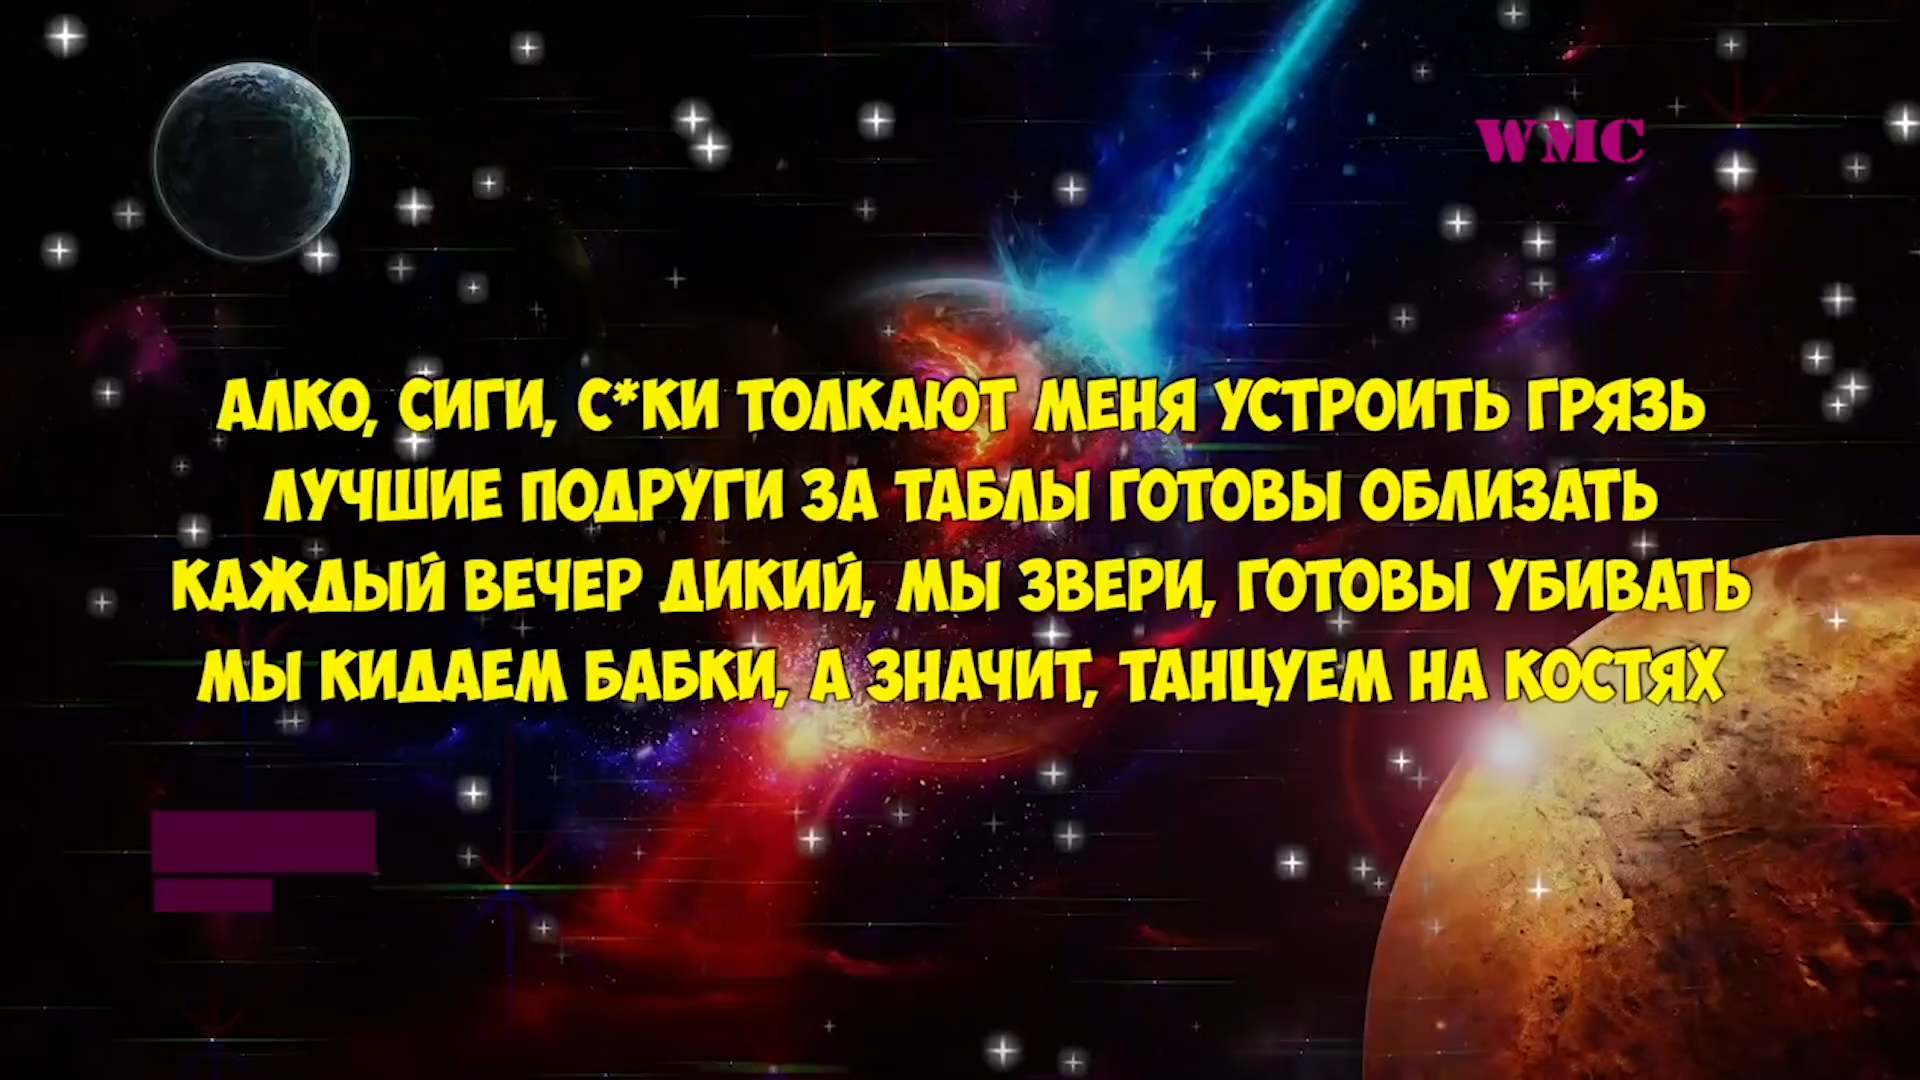 WMC
АЛКО, СИГИ, С*КИ ТОЛКАЮТ МЕНЯ УСТРОИТЬ ГРЯЗЬ
ЛУЧШИЕ ПОДРУГИ ЗА ТАБЛЫ ГОТОВЫ ОБЛИЗАТЬ
КАЖДЫЙ ВЕЧЕР ДИКИЙ, МЫ ЗВЕРИ, ГОТОВЫ УБИВАТЬ
МЫ КИДАЕМ БАБКИ, А ЗНАЧИТ, ТАНЦУЕМ НА КОСТЯХ